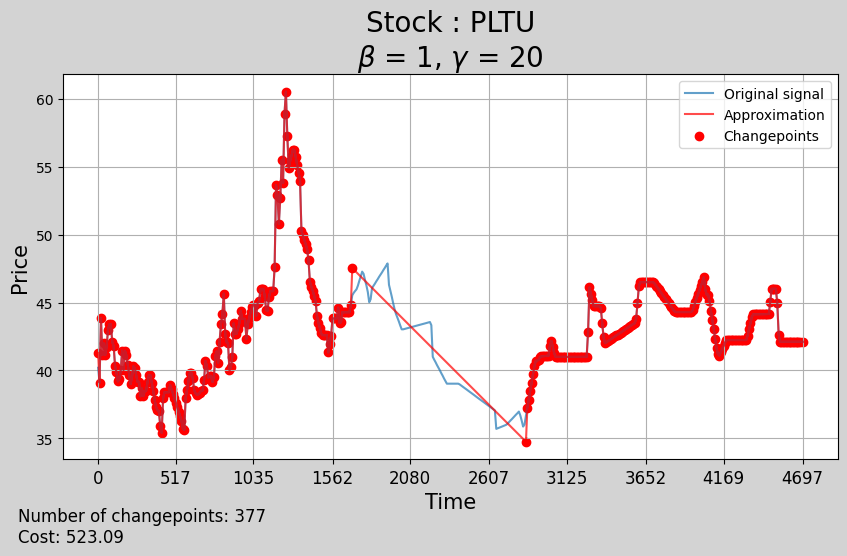 Stock : PLTU
β = 1, γ = 20
Original signal
Approximation
Changepoints
Price
60
55
50
45
40
35
0 517 1035 1562 2080 2607 3125 3652 4169 4697
Time
Number of changepoints: 377
Cost: 523.09